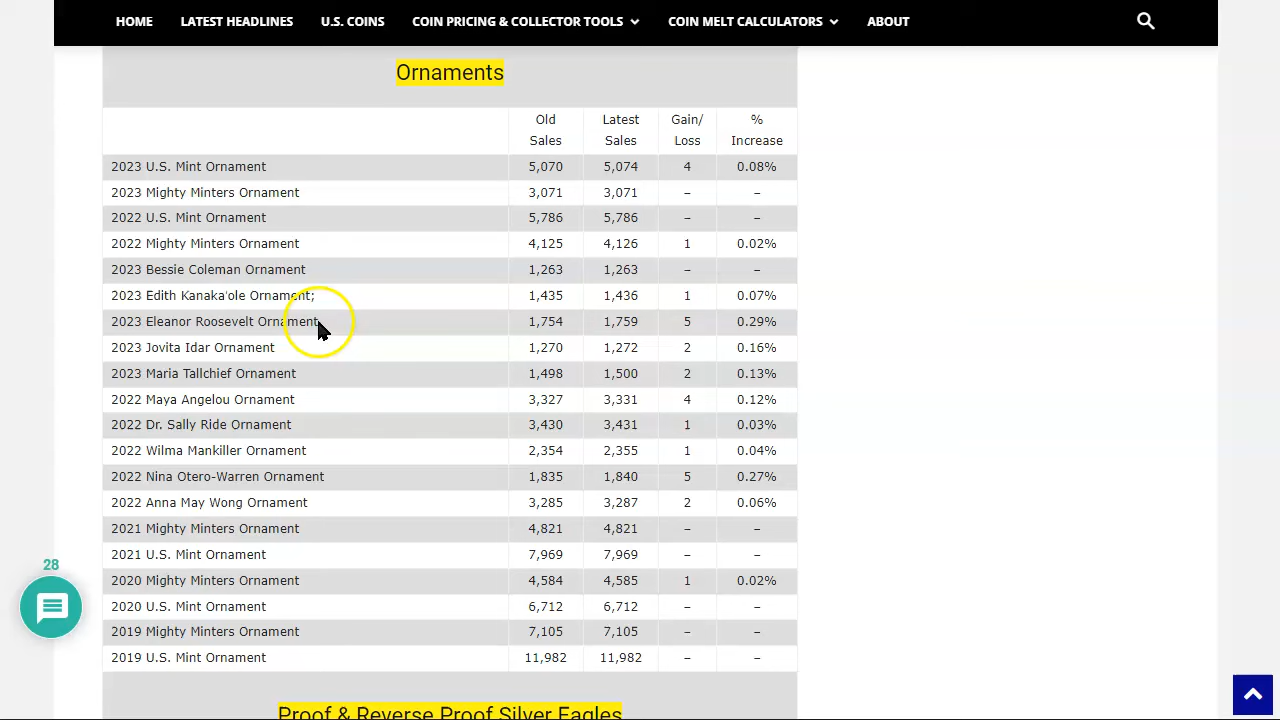 HOME LATEST HEADLINES U.S. COINS COIN PRICING & COLLECTOR TOOLS COIN MELT CALCULATORS ABOUT
Ornaments
Old Sales Latest Sales Gain/ Loss % Increase
2023 U.S. Mint Ornament 5,070 5,074 4 0.08%
2023 Mighty Minters Ornament 3,071 3,071 – –
2022 U.S. Mint Ornament 5,786 5,786 – –
2022 Mighty Minters Ornament 4,125 4,126 1 0.02%
2023 Bessie Coleman Ornament 1,263 1,263 – –
2023 Edith Kanaka'ole Ornament; 1,435 1,436 1 0.07%
2023 Eleanor Roosevelt Ornament 1,754 1,759 5 0.29%
2023 Jovita Idar Ornament 1,270 1,272 2 0.16%
2023 Maria Tallchief Ornament 1,498 1,500 2 0.13%
2022 Maya Angelou Ornament 3,327 3,331 4 0.12%
2022 Dr. Sally Ride Ornament 3,430 3,431 1 0.03%
2022 Wilma Mankiller Ornament 2,354 2,355 1 0.04%
2022 Nina Otero-Warren Ornament 1,835 1,840 5 0.27%
2022 Anna May Wong Ornament 3,285 3,287 2 0.06%
2021 Mighty Minters Ornament 4,821 4,821 – –
2021 U.S. Mint Ornament 7,969 7,969 – –
28
2020 Mighty Minters Ornament 4,584 4,585 1 0.02%
2020 U.S. Mint Ornament 6,712 6,712 – –
2019 Mighty Minters Ornament 7,105 7,105 – –
2019 U.S. Mint Ornament 11,982 11,982 – –
Proof & Reverse Proof Silver Eagles